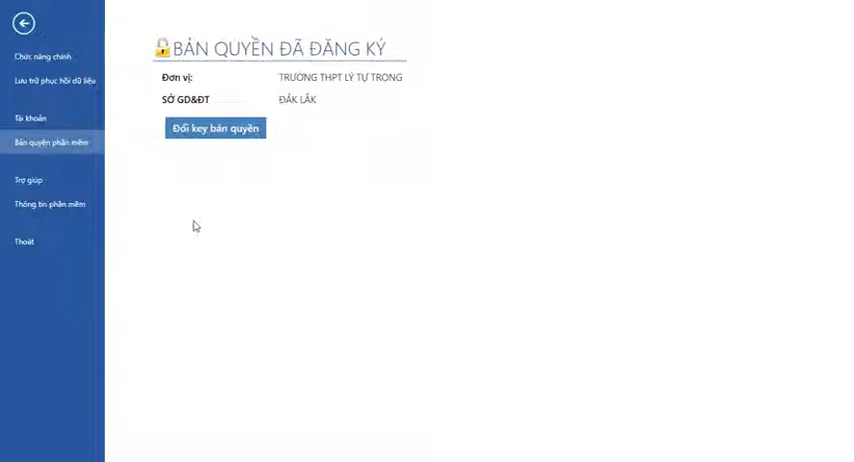 Chức năng chính
Lưu trữ phục hồi dữ liệu
Tài khoản
Bản quyền phần mềm
Trợ giúp
Thông tin phần mềm
Thoát
BẢN QUYỀN ĐÃ ĐĂNG KÝ
Đơn vị: TRƯỜNG THPT LÝ TỰ TRỌNG
SỞ GD&ĐT ĐẮK LẮK
Đổi key bản quyền